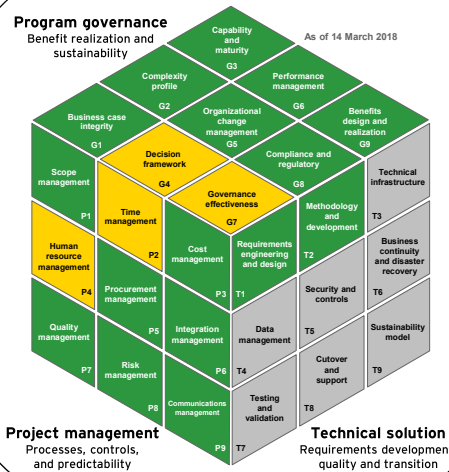 Program governance
Benefit realization and
sustainability
As of 14 March 2018
Capability
and
maturity
G3
Complexity
profile
G2
Performance
management
G6
Business case
integrity
G1
Organizational
change
management
G5
Benefits
design and
realization
G9
Decision
framework
G4
Compliance and
regulatory
G8
Governance
effectiveness
G7
Scope
management
P1
Time
management
P2
Cost
management
P3
Human
resource
management
P4
Procurement
management
P5
Integration
management
P6
Quality
management
P7
Risk
management
P8
Communications
management
P9
Requirements
engineering
and design
T1
Methodology
and
development
T2
Technical
infrastructure
T3
Data
management
T4
Security and
controls
T5
Business
continuity
and disaster
recovery
T6
Testing
and
validation
T7
Cutover
and
support
T8
Sustainability
model
T9
Project management
Processes, controls,
and predictability
Technical solution
Requirements developmen
quality and transition